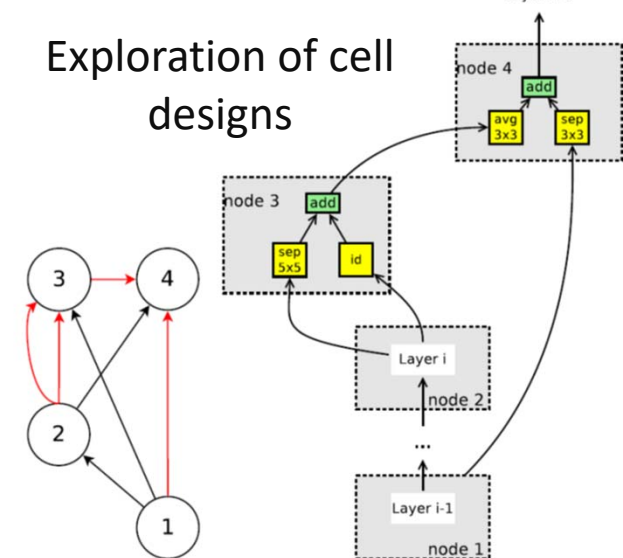 Exploration of cell
designs
node 4
add
avg
3x3
sep
3x3
node 3
add
sep
5x5
id
3
4
Layer i
node 2
2
...
Layer i-1
node 1
1